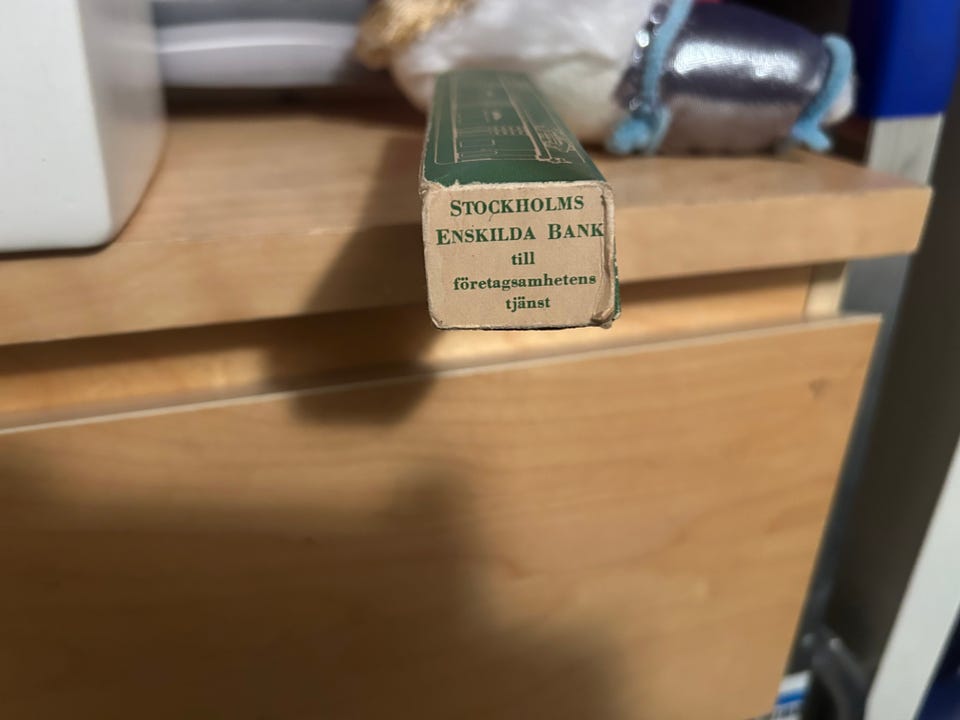 STOCKHOLMS
ENSKILDA BANK
till
företagsamhetens
tjänst